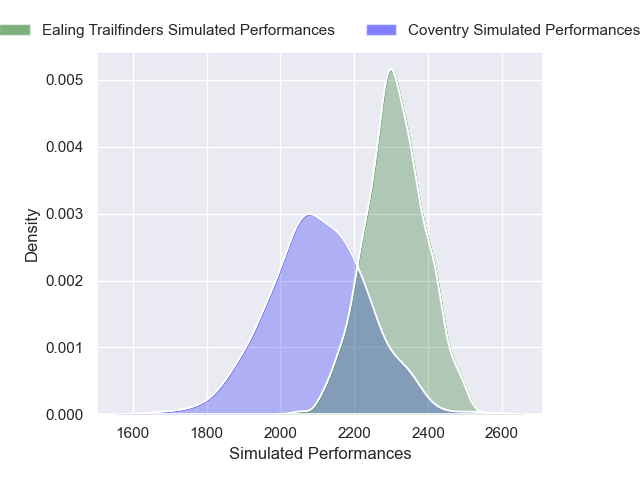 Ealing Trailfinders Simulated Performances
Coventry Simulated Performances
0.005
0.004
0.003
0.002
0.001
0.000
Density
1600 1800 2000 2200 2400 2600
Simulated Performances